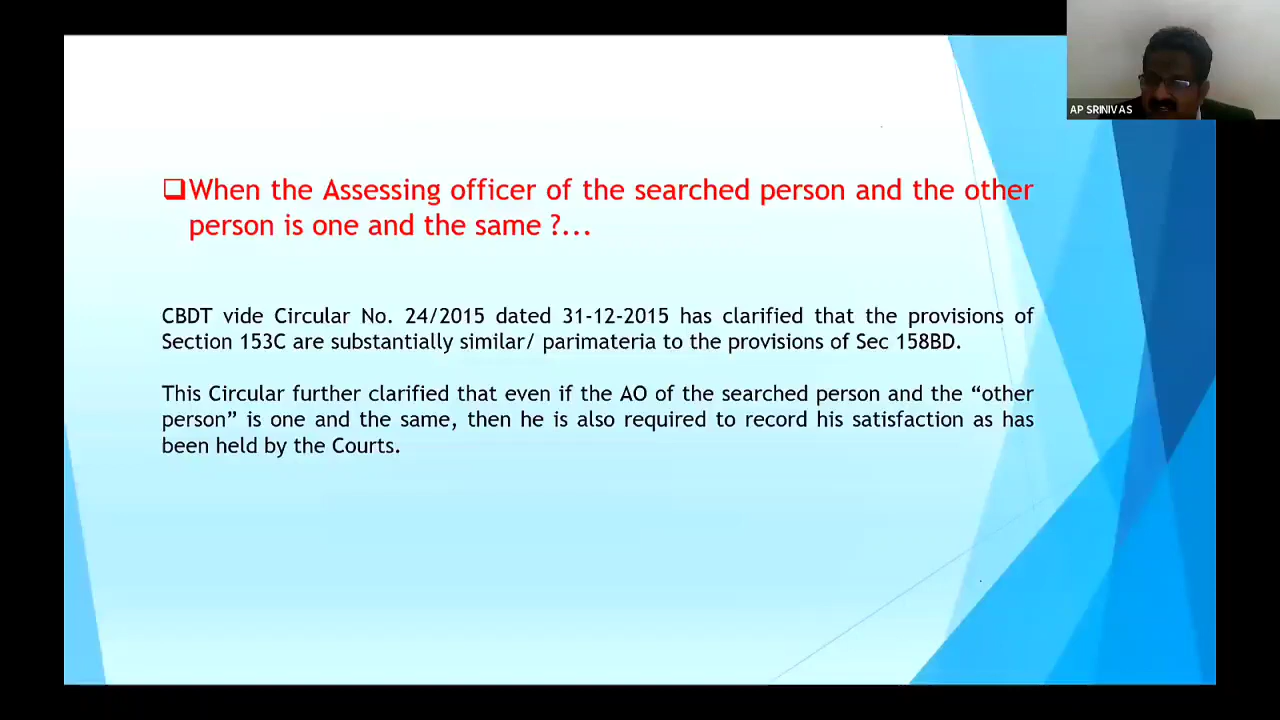 AP SRINIVAS
❑When the Assessing officer of the searched person and the other
person is one and the same ?...
CBDT vide Circular No. 24/2015 dated 31-12-2015 has clarified that the provisions of
Section 153C are substantially similar/ parimateria to the provisions of Sec 158BD.
This Circular further clarified that even if the AO of the searched person and the “other
person” is one and the same, then he is also required to record his satisfaction as has
been held by the Courts.